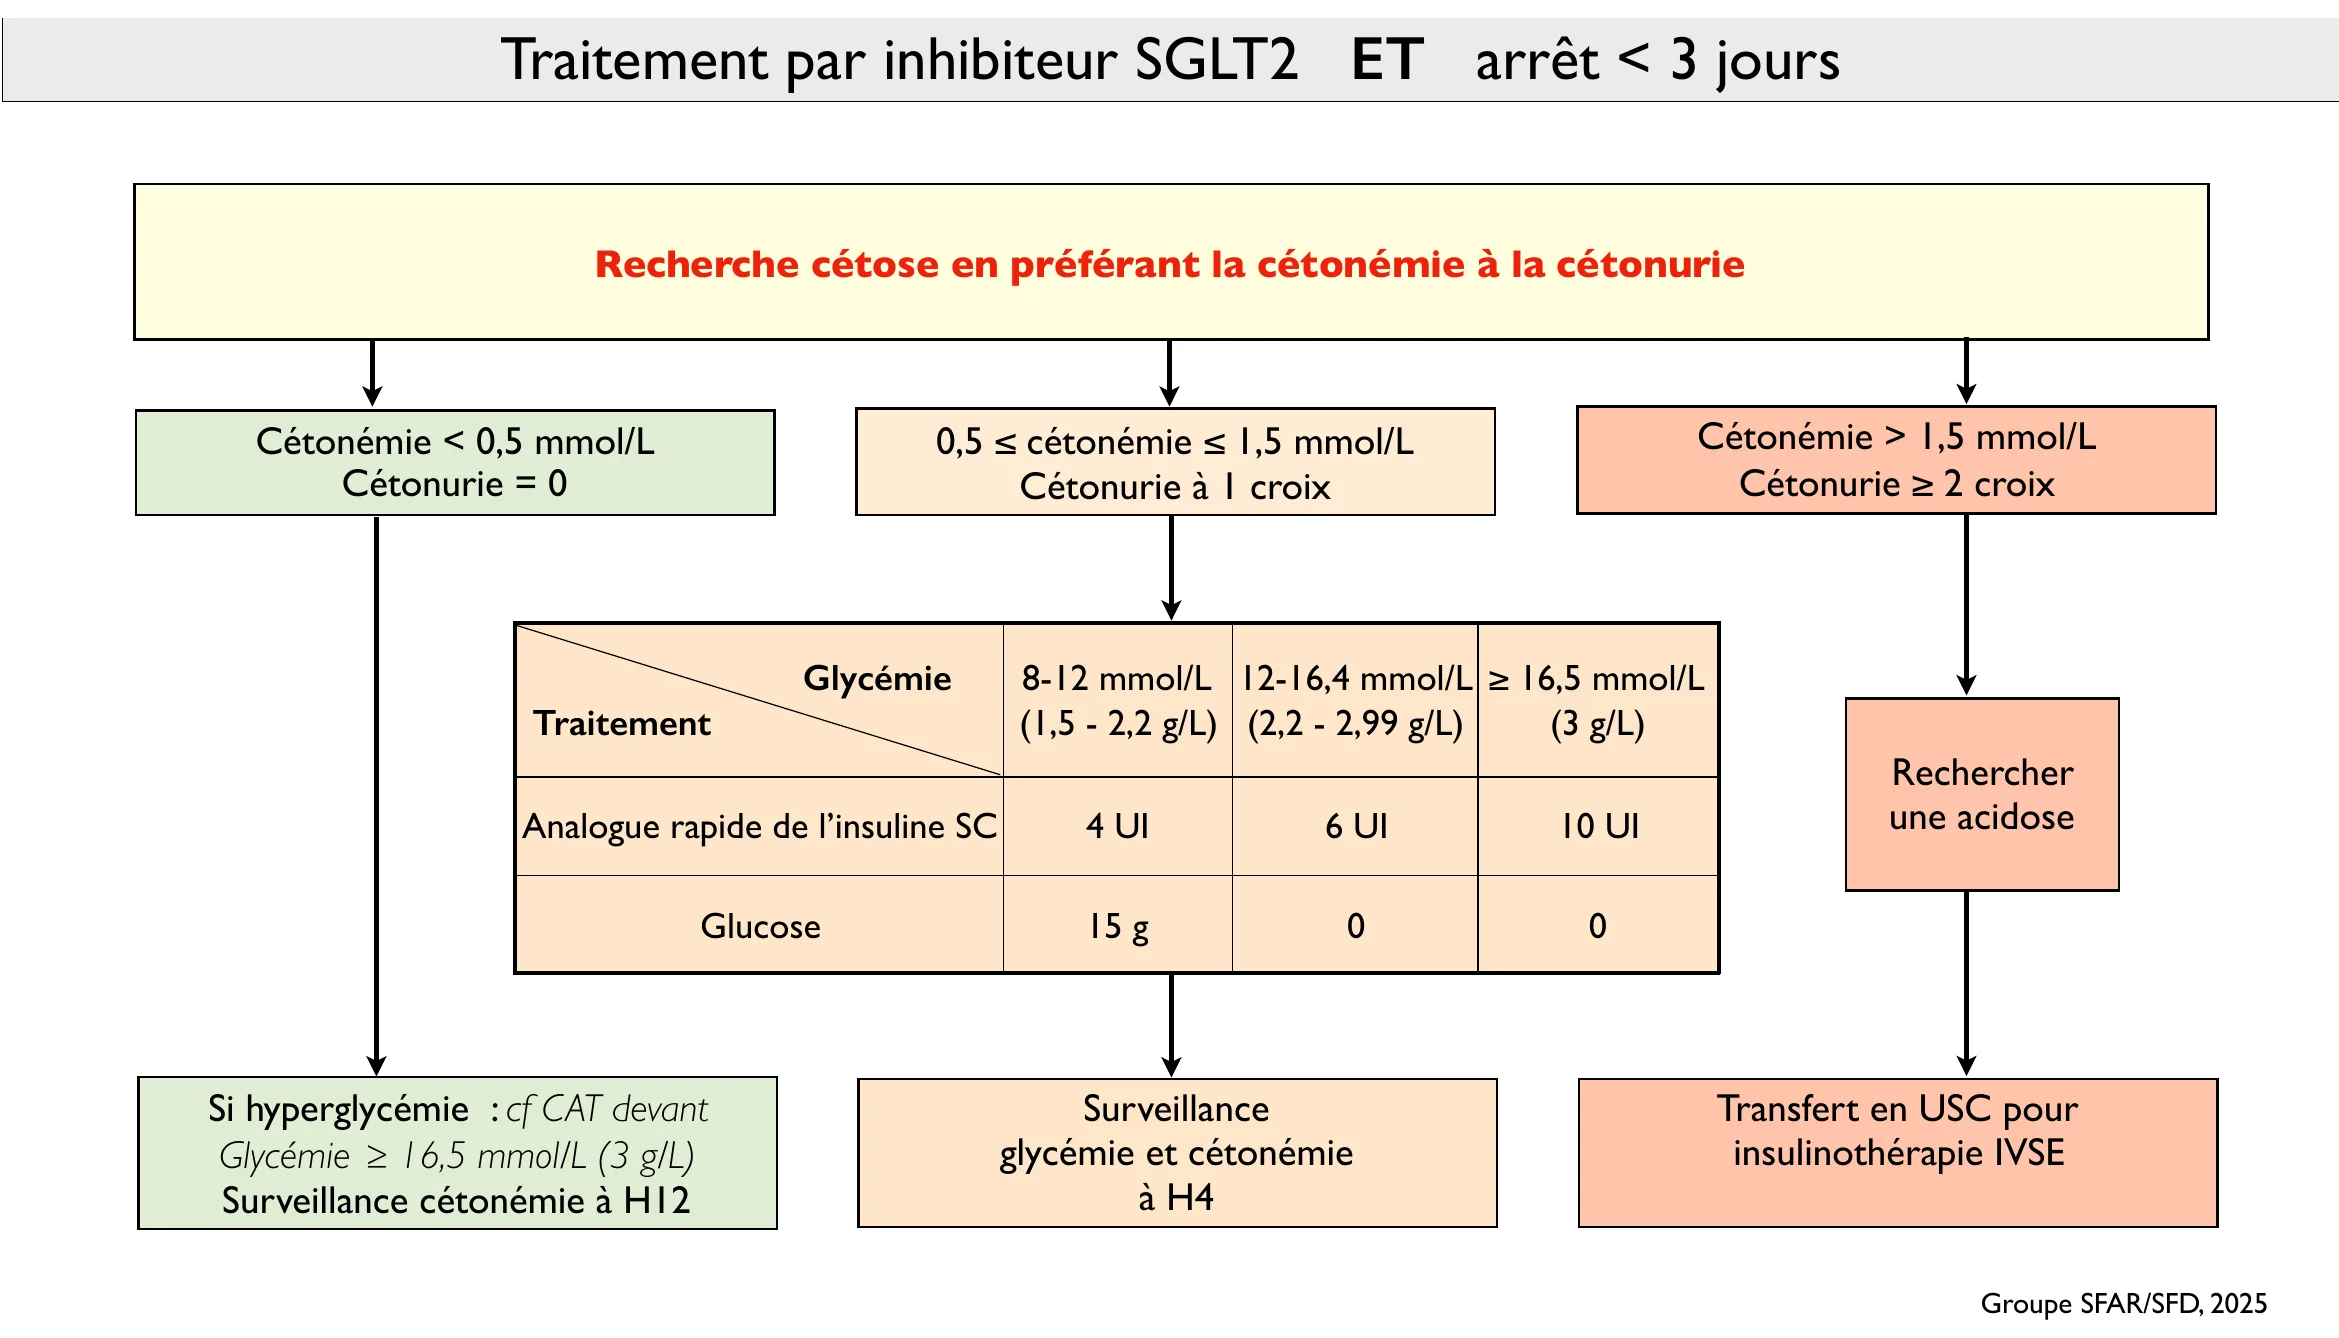 Traitement par inhibiteur SGLT2 ET arrêt < 3 jours
Recherche cétose en préférant la cétonémie à la cétonurie
Cétonémie < 0,5 mmol/L
Cétonurie = 0
0,5 ≤ cétonémie ≤ 1,5 mmol/L
Cétonurie à 1 croix
Cétonémie > 1,5 mmol/L
Cétonurie ≥ 2 croix
Glycémie
Traitement
8-12 mmol/L
(1,5 - 2,2 g/L)
12-16,4 mmol/L
(2,2 - 2,99 g/L)
≥ 16,5 mmol/L
(3 g/L)
Analogue rapide de l’insuline SC
4 UI
6 UI
10 UI
Glucose
15 g
0
0
Rechercher
une acidose
Si hyperglycémie : cf CAT devant
Glycémie ≥ 16,5 mmol/L (3 g/L)
Surveillance cétonémie à H12
Surveillance
glycémie et cétonémie
à H4
Transfert en USC pour
insulinothérapie IVSE
Groupe SFAR/SFD, 2025